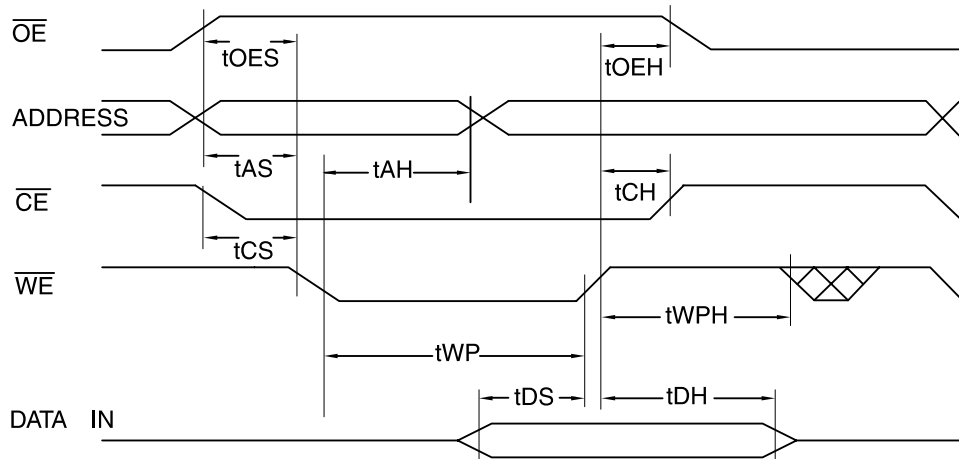 OE
tOES
tOEH
ADDRESS
tAS
tAH
tCH
CE
tCS
WE
tWPH
tWP
tDS
tDH
DATA IN